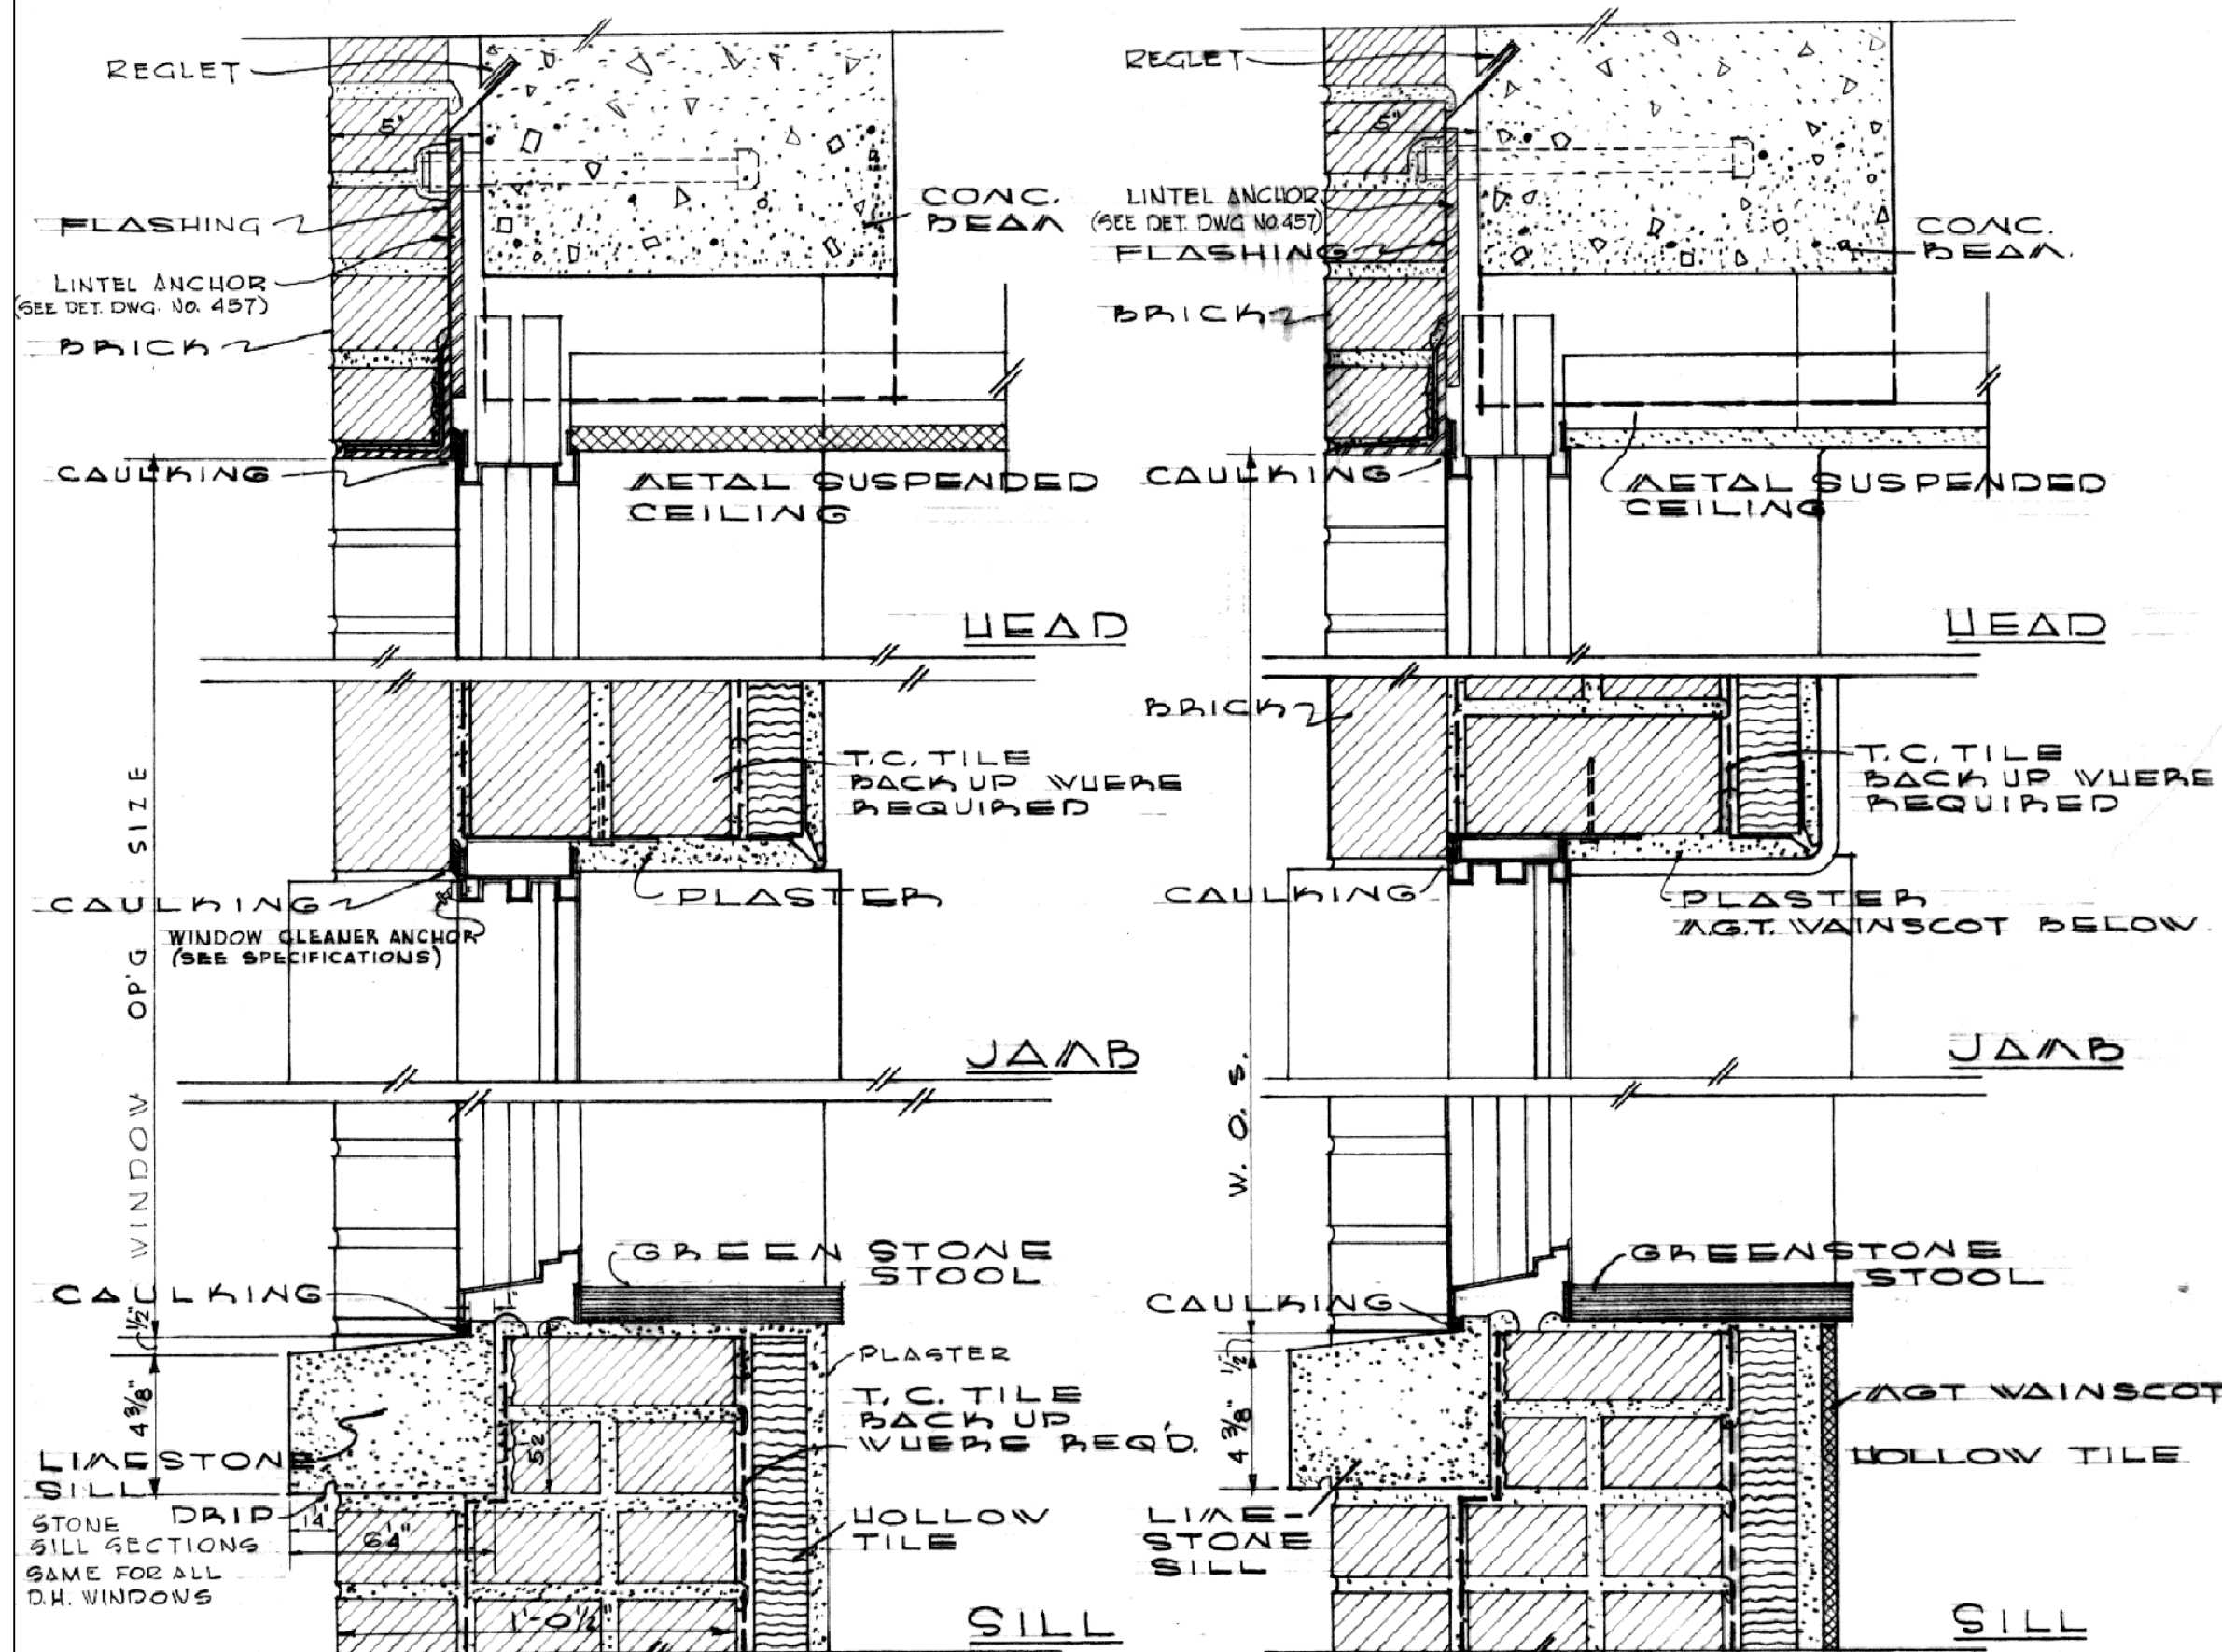 REGLET
5"
FLASHING
LINTEL ANCHOR
(SEE DET. DWG. NO. 457)
BRICK
CONC.
BEAM
CAULKING
METAL SUSPENDED
CEILING
HEAD
T.C. TILE
BACK UP WHERE
REQUIRED
CAULKING
PLASTER
WINDOW CLEANER ANCHOR
(SEE SPECIFICATIONS)
WINDOW OP'G SIZE
JAMB
GREEN STONE
STOOL
CAULKING
1"
1/2"
4 3/8"
PLASTER
T. C. TILE
BACK UP
WHERE REQ'D.
5 1/2
LIMESTONE
SILL
DRIP
1 1/4
6 1/4"
HOLLOW
TILE
STONE
SILL SECTIONS
SAME FOR ALL
D.H. WINDOWS
1'-0 1/2"
SILL
REGLET
5"
LINTEL ANCHOR
(SEE DET. DWG NO. 457)
FLASHING
BRICK
CONC.
BEAM.
CAULKING
METAL SUSPENDED
CEILING
HEAD
BRICK
T.C. TILE
BACK UP WHERE
REQUIRED
CAULKING
PLASTER
M.G.T. WAINSCOT BELOW
W. O. S.
JAMB
GREENSTONE
STOOL
CAULKING
1/2
4 3/8"
MGT WAINSCOT
HOLLOW TILE
LIME-
STONE
SILL
SILL